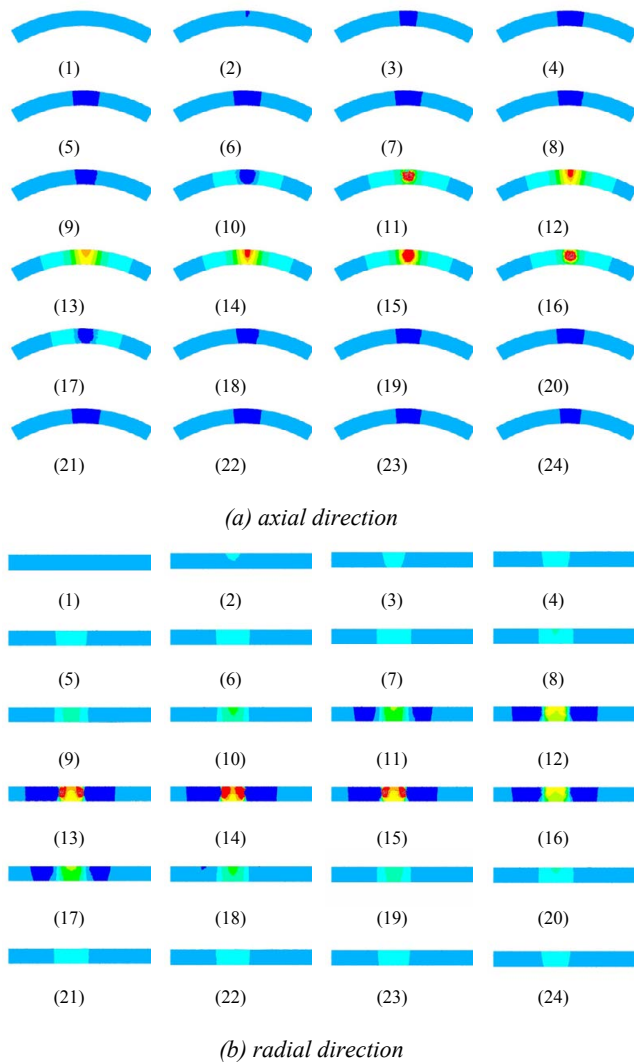 (1) (2) (3) (4)
(5) (6) (7) (8)
(9) (10) (11) (12)
(13) (14) (15) (16)
(17) (18) (19) (20)
(21) (22) (23) (24)
(a) axial direction
(1) (2) (3) (4)
(5) (6) (7) (8)
(9) (10) (11) (12)
(13) (14) (15) (16)
(17) (18) (19) (20)
(21) (22) (23) (24)
(b) radial direction